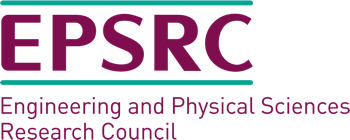 EPSRC
Engineering and Physical Sciences
Research Council